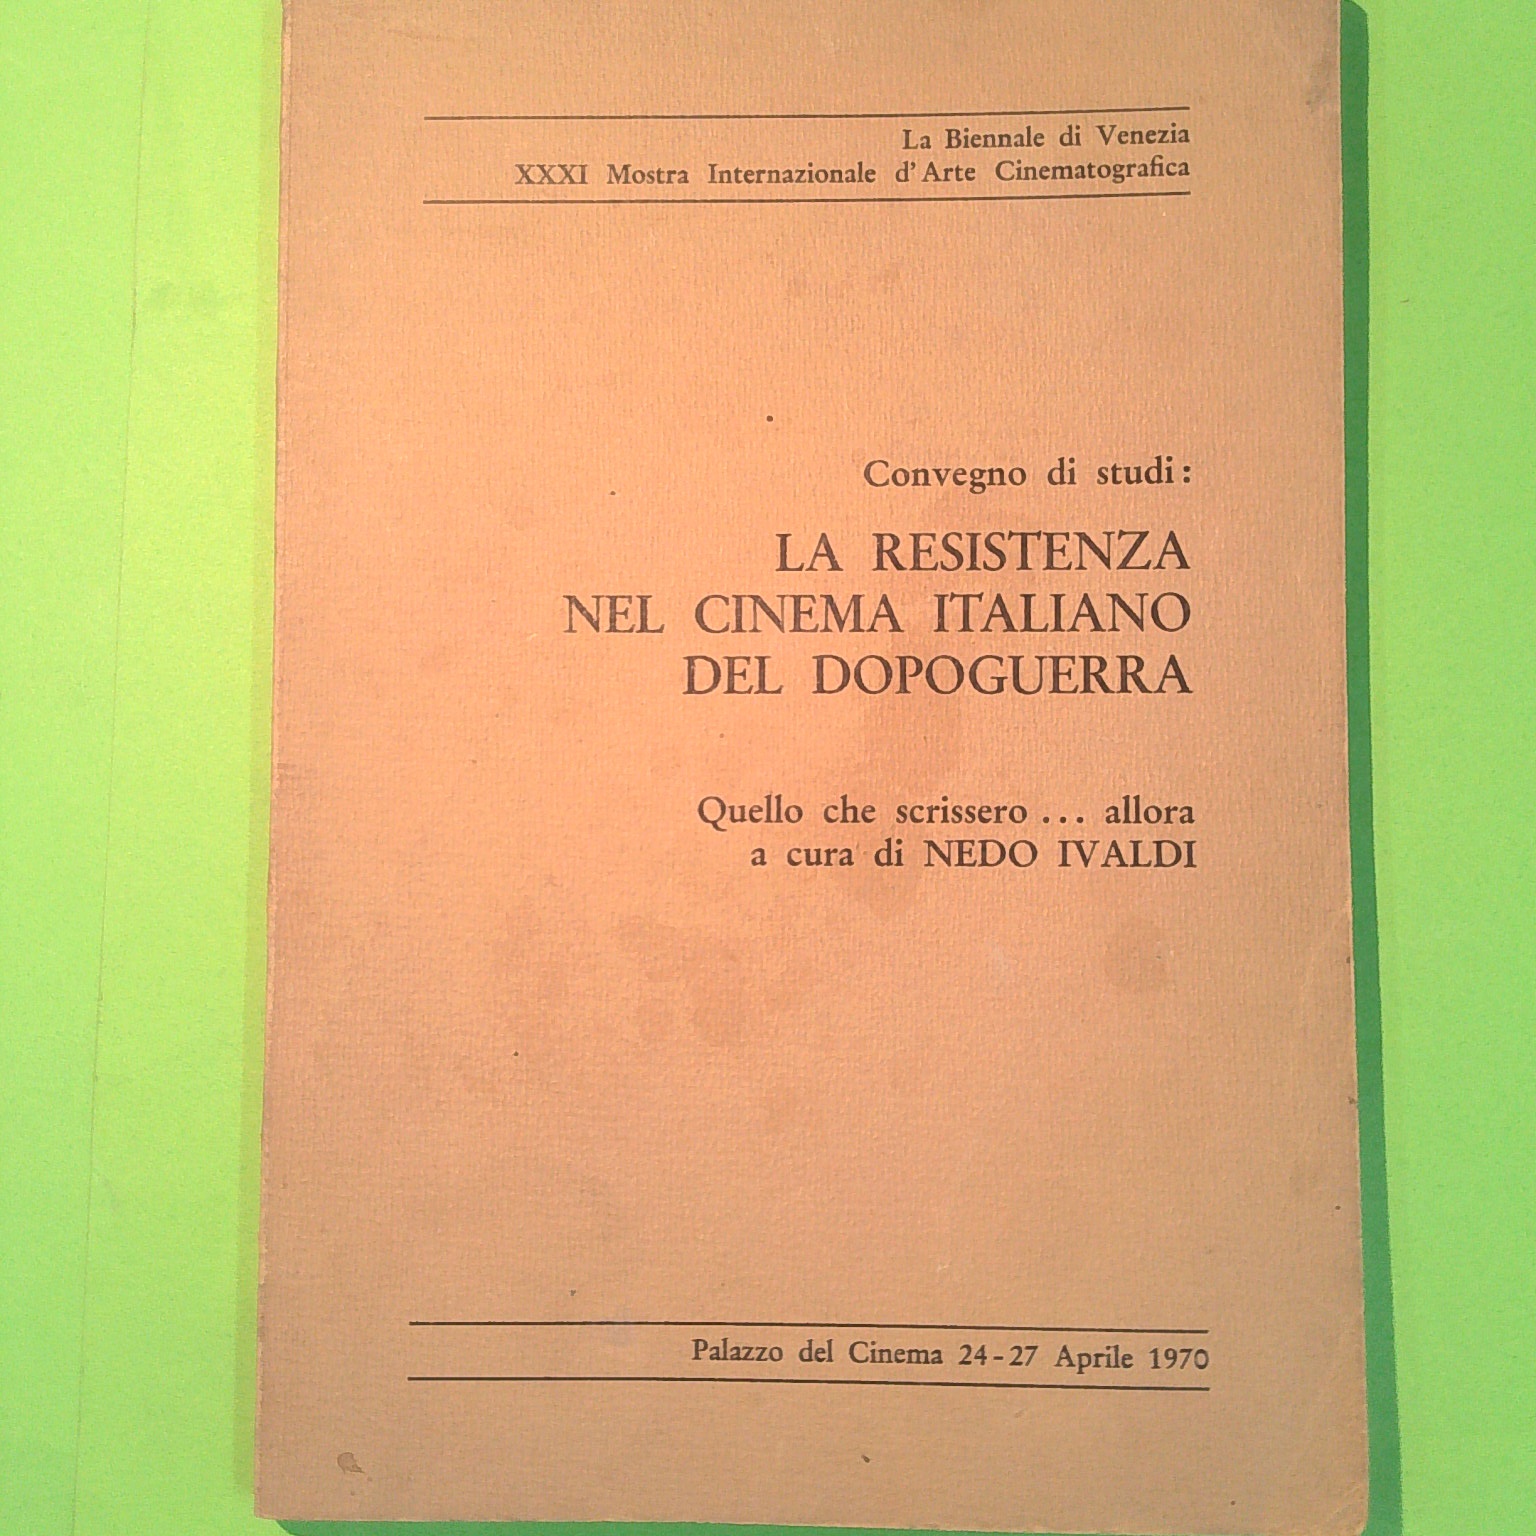 La Biennale di Venezia
XXXI Mostra Internazionale d'Arte Cinematografica
Convegno di studi:
LA RESISTENZA
NEL CINEMA ITALIANO
DEL DOPOGUERRA
Quello che scrissero ... allora
a cura di NEDO IVALDI
Palazzo del Cinema 24-27 Aprile 1970